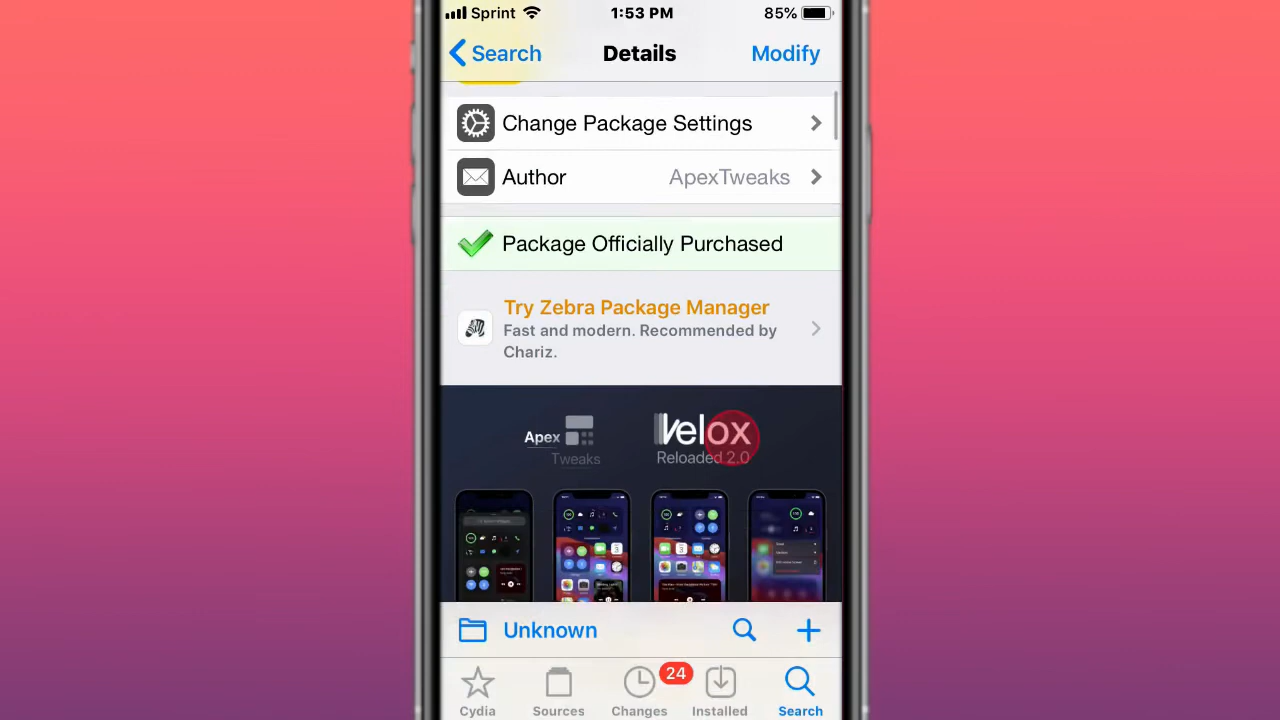 Sprint 1:53 PM 85%
Search Details Modify
Change Package Settings
Author ApexTweaks
Package Officially Purchased
Try Zebra Package Manager
Fast and modern. Recommended by
Chariz.
Apex
Tweaks
Velox
Reloaded 2.0
Unknown
24
Cydia Sources Changes Installed Search